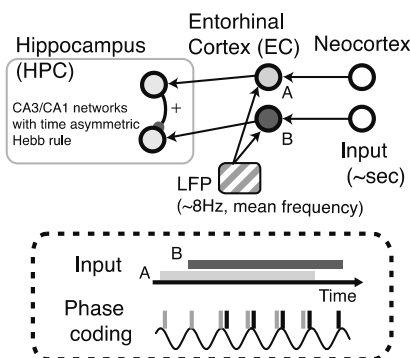 Hippocampus
(HPC)
Entorhinal
Cortex (EC)
Neocortex
CA3/CA1 networks
with time asymmetric
Hebb rule
+
A
B
LFP
(~8Hz, mean frequency)
Input
(~sec)
Input
B
A
Time
Phase
coding